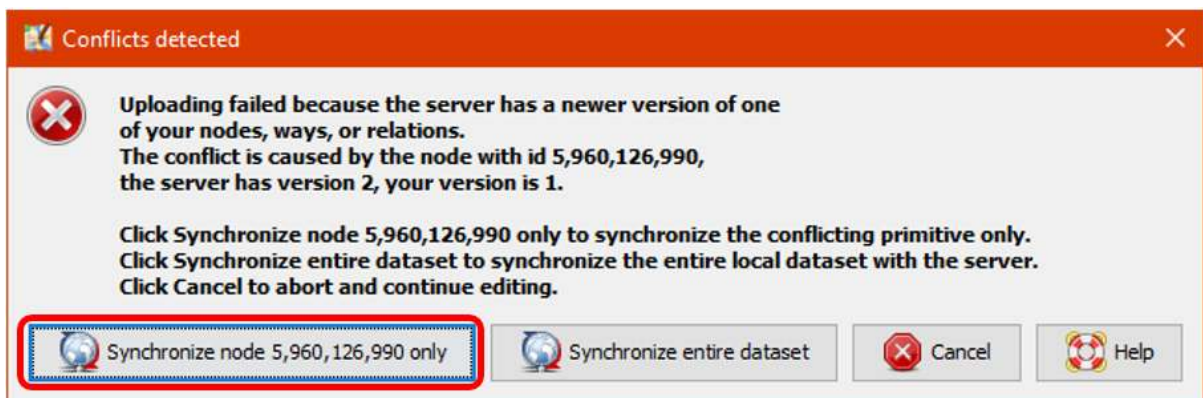 Conflicts detected
Uploading failed because the server has a newer version of one
of your nodes, ways, or relations.
The conflict is caused by the node with id 5,960,126,990,
the server has version 2, your version is 1.
Click Synchronize node 5,960,126,990 only to synchronize the conflicting primitive only.
Click Synchronize entire dataset to synchronize the entire local dataset with the server.
Click Cancel to abort and continue editing.
Synchronize node 5,960,126,990 only
Synchronize entire dataset
Cancel
Help